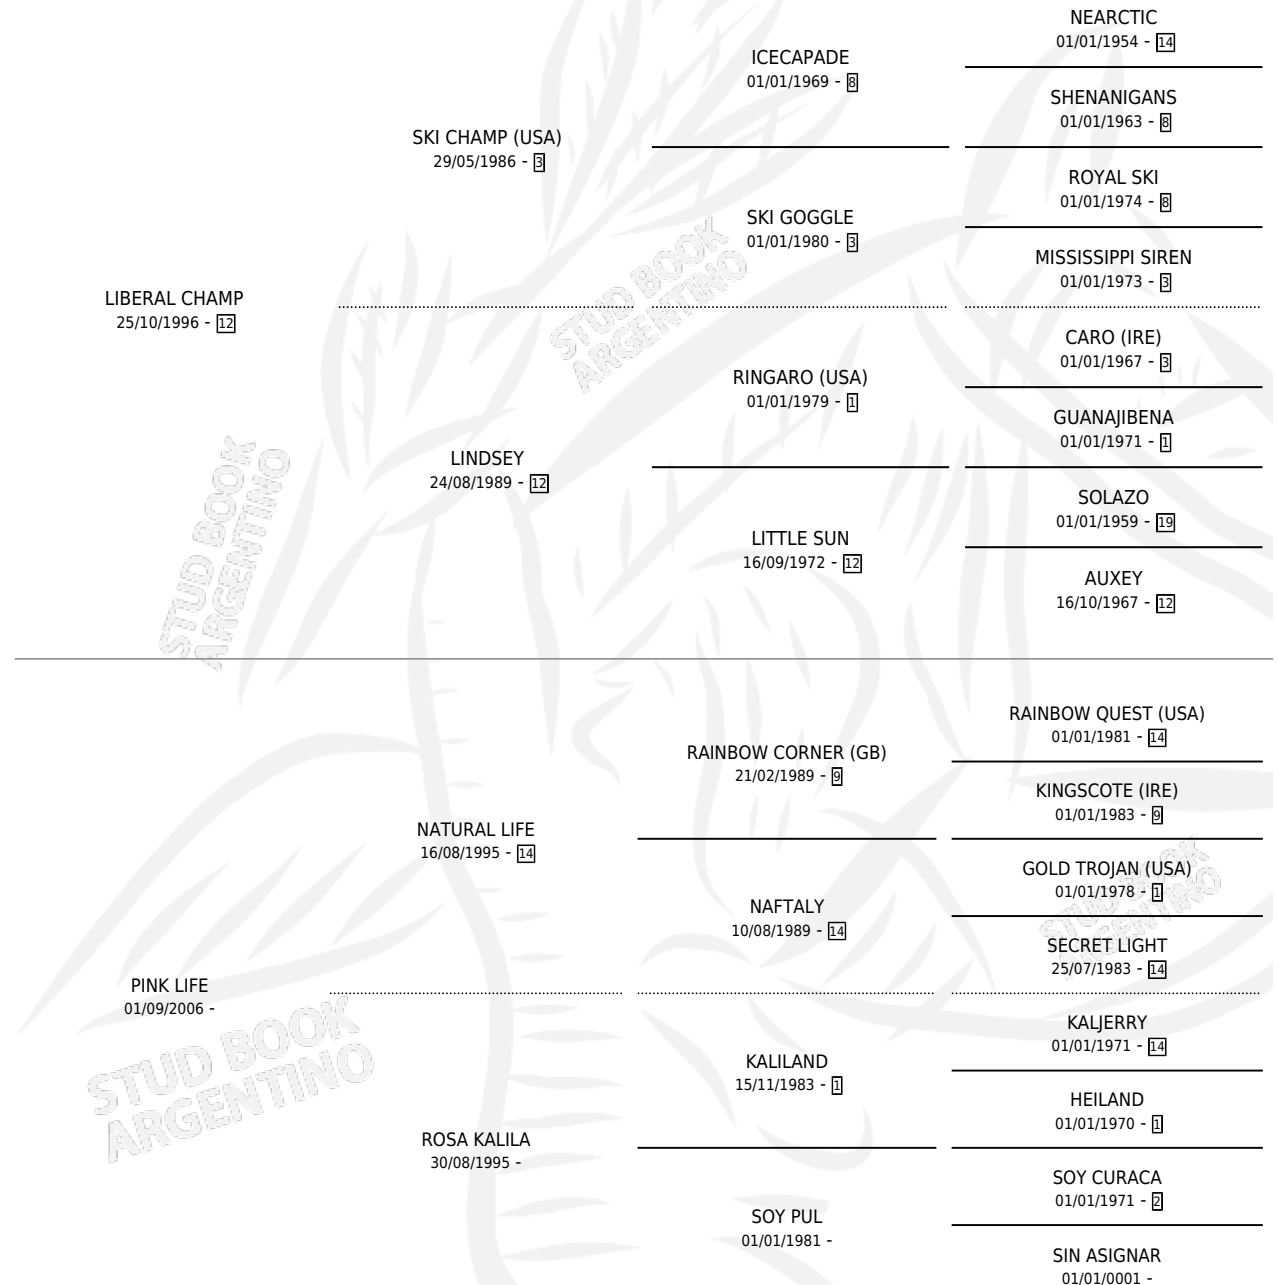 NEARCTIC
01/01/1954 - 14
ICECAPADE
01/01/1969 - 8
SHENANIGANS
01/01/1963 - 8
SKI CHAMP (USA)
29/05/1986 - 3
ROYAL SKI
01/01/1974 - 8
SKI GOGGLE
01/01/1980 - 3
MISSISSIPPI SIREN
01/01/1973 - 3
LIBERAL CHAMP
25/10/1996 - 12
STUD BOOK
ARGENTINO
CARO (IRE)
01/01/1967 - 3
RINGARO (USA)
01/01/1979 - 1
GUANAJIBENA
01/01/1971 - 1
LINDSEY
24/08/1989 - 12
SOLAZO
01/01/1959 - 19
LITTLE SUN
16/09/1972 - 12
AUXEY
16/10/1967 - 12
STUD BOOK
ARGENTINO
RAINBOW QUEST (USA)
01/01/1981 - 14
RAINBOW CORNER (GB)
21/02/1989 - 9
KINGSCOTE (IRE)
01/01/1983 - 9
NATURAL LIFE
16/08/1995 - 14
GOLD TROJAN (USA)
01/01/1978 - 1
NAFTALY
10/08/1989 - 14
SECRET LIGHT
25/07/1983 - 14
STUD BOOK
ARGENTINO
PINK LIFE
01/09/2006 -
KALJERRY
01/01/1971 - 14
KALILAND
15/11/1983 - 1
HEILAND
01/01/1970 - 1
STUD BOOK
ARGENTINO
ROSA KALILA
30/08/1995 -
SOY CURACA
01/01/1971 - 2
SOY PUL
01/01/1981 -
SIN ASIGNAR
01/01/0001 -